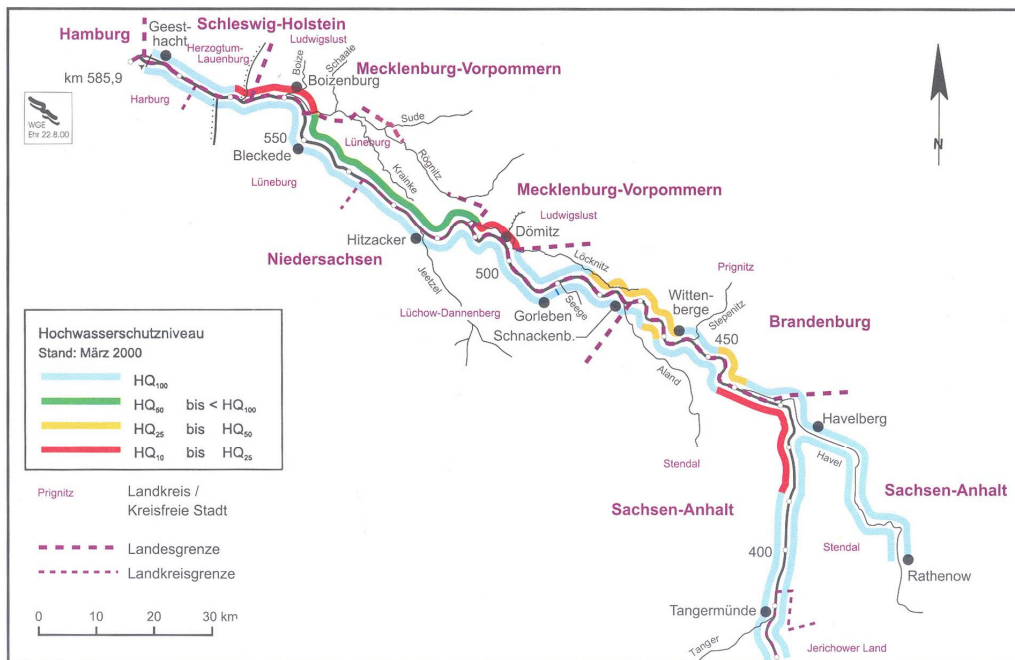 Hamburg
Geest-
hacht
Schleswig-Holstein
Herzogtum-
Lauenburg
Ludwigslust
Boize
Schaale
Boizenburg
Mecklenburg-Vorpommern
km 585,9
Harburg
WGE
Ehr 22.8.00
Sude
550
Bleckede
Lüneburg
Krainke
Rögnitz
N
Lüneburg
Mecklenburg-Vorpommern
Ludwigslust
Hitzacker
Dömitz
Niedersachsen
Löcknitz
Prignitz
500
Jeetzel
Gorleben
Seege
Witten-
berge
Stepenitz
Lüchow-Dannenberg
Schnackenb.
450
Brandenburg
Aland
Hochwasserschutzniveau
Stand: März 2000
HQ100
HQ50 bis < HQ100
HQ25 bis HQ50
HQ10 bis HQ25
Havelberg
Havel
Stendal
Sachsen-Anhalt
Sachsen-Anhalt
Prignitz
Landkreis /
Kreisfreie Stadt
Landesgrenze
Landkreisgrenze
400
Stendal
Rathenow
0 10 20 30 km
Tangermünde
Tanger
Jerichower Land